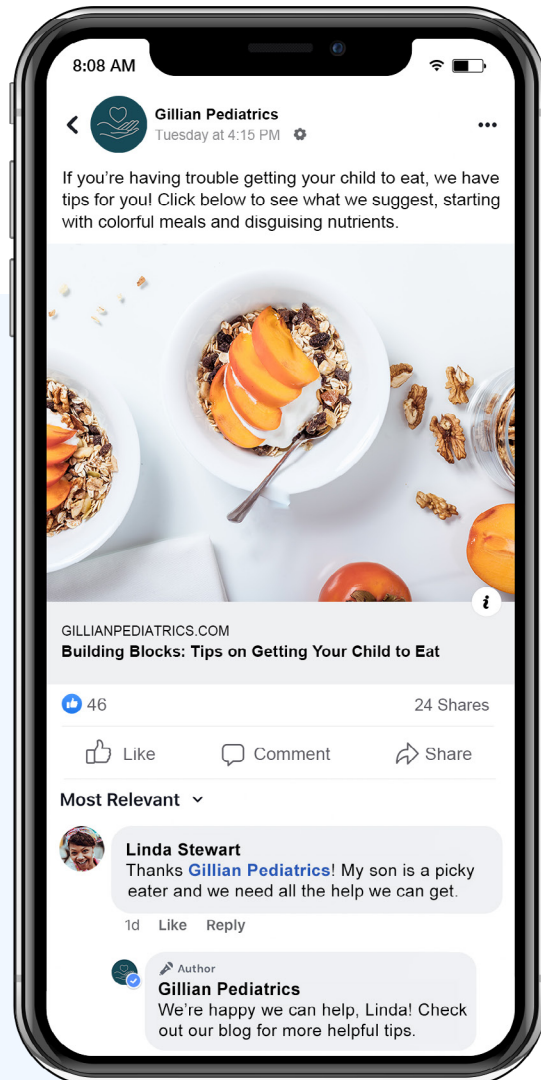 8:08 AM
Gillian Pediatrics
Tuesday at 4:15 PM
If you're having trouble getting your child to eat, we have
tips for you! Click below to see what we suggest, starting
with colorful meals and disguising nutrients.
i
GILLIANPEDIATRICS.COM
Building Blocks: Tips on Getting Your Child to Eat
46
24 Shares
Like
Comment
Share
Most Relevant
Linda Stewart
Thanks Gillian Pediatrics! My son is a picky
eater and we need all the help we can get.
1d Like Reply
Author
Gillian Pediatrics
We're happy we can help, Linda! Check
out our blog for more helpful tips.